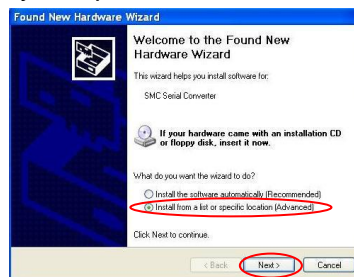 Found New Hardware Wizard
Welcome to the Found New
Hardware Wizard
This wizard helps you install software for:
SMC Serial Converter
If your hardware came with an installation CD
or floppy disk, insert it now.
What do you want the wizard to do?
Install the software automatically (Recommended)
Install from a list or specific location (Advanced)
Click Next to continue.
< Back Next > Cancel